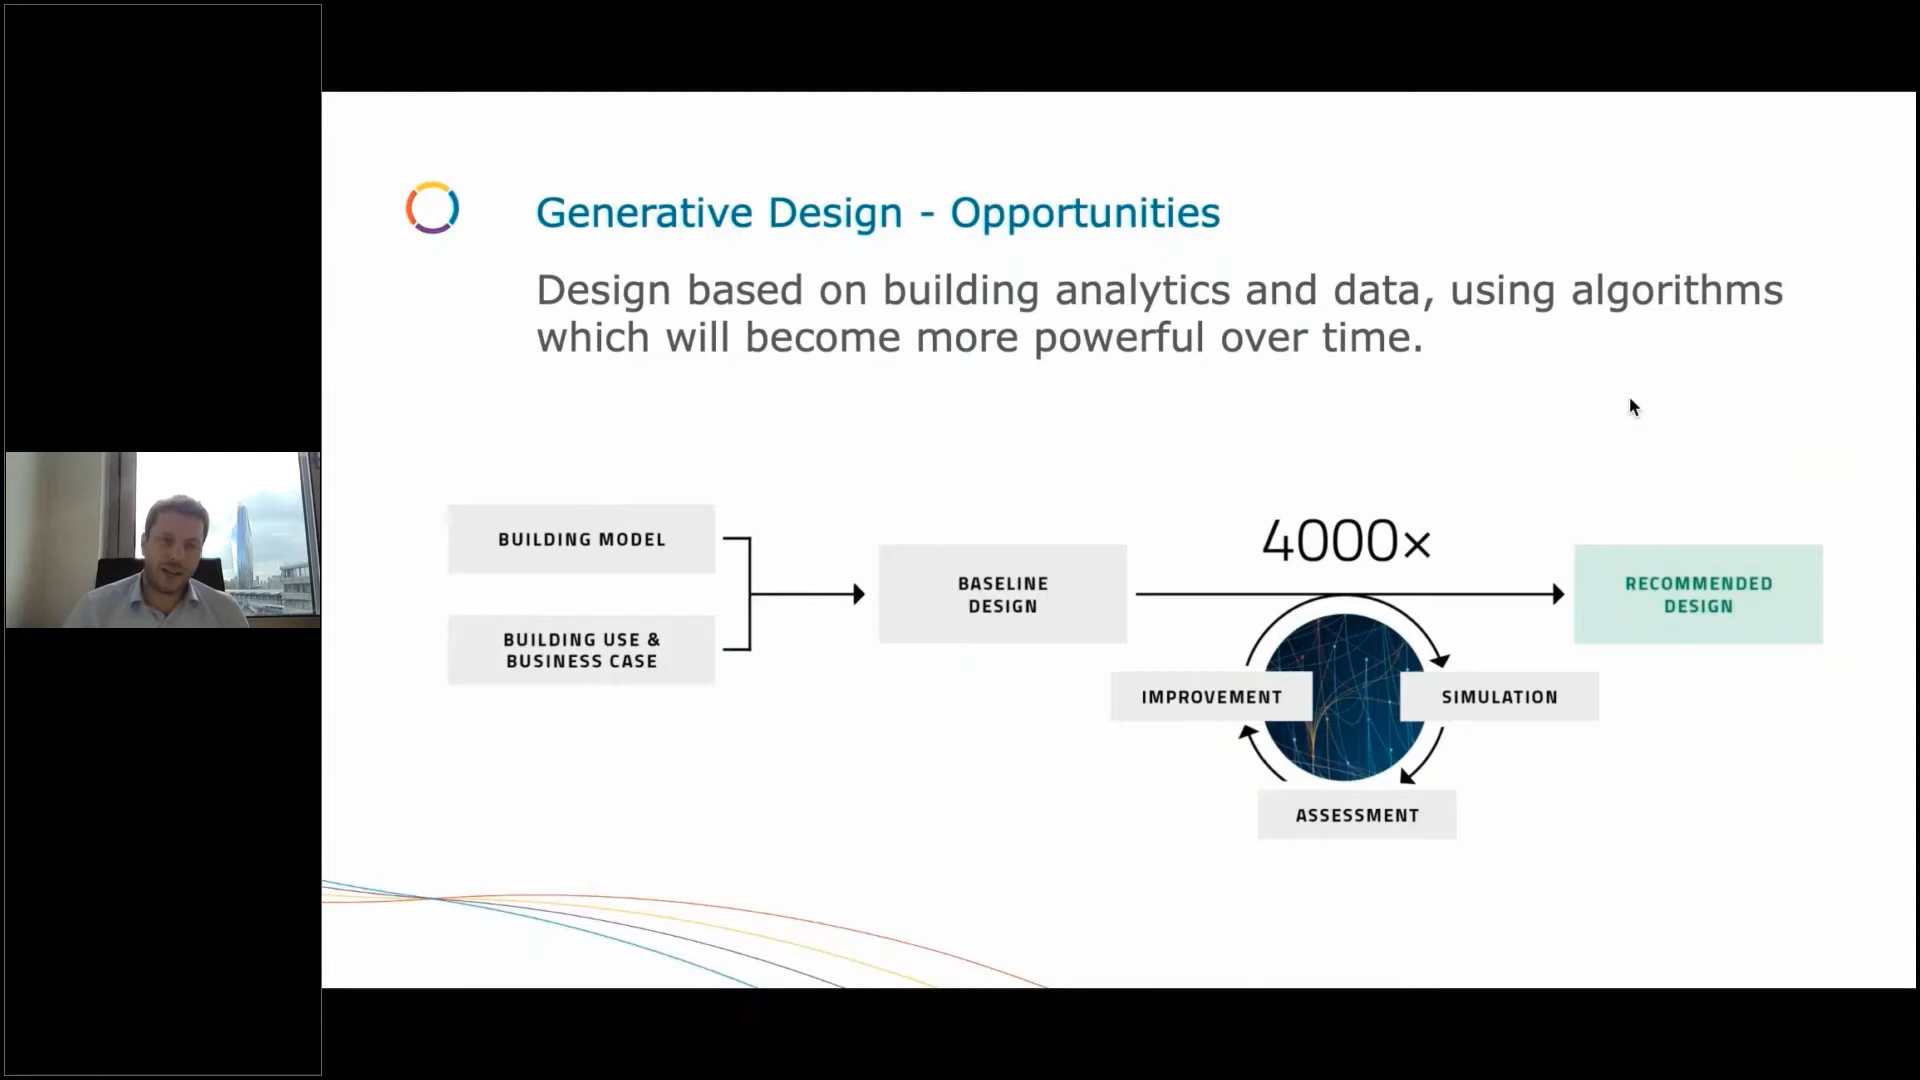 Generative Design - Opportunities
Design based on building analytics and data, using algorithms
which will become more powerful over time.
BUILDING MODEL
BUILDING USE &
BUSINESS CASE
BASELINE
DESIGN
4000×
RECOMMENDED
DESIGN
IMPROVEMENT
SIMULATION
ASSESSMENT